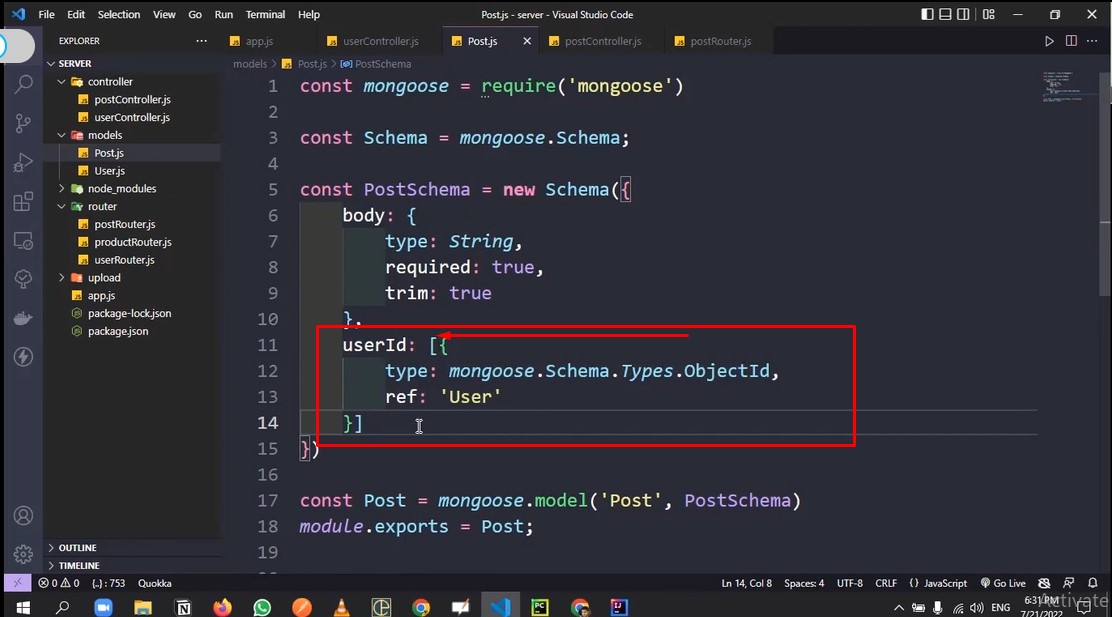 File Edit Selection View Go Run Terminal Help
Post.js - server - Visual Studio Code
EXPLORER
SERVER
controller
postController.js
userController.js
models
Post.js
User.js
node_modules
router
postRouter.js
productRouter.js
userRouter.js
upload
app.js
package-lock.json
package.json
OUTLINE
TIMELINE
app.js userController.js Post.js postController.js postRouter.js
models > Post.js > PostSchema
1 const mongoose = require('mongoose')
2
3 const Schema = mongoose.Schema;
4
5 const PostSchema = new Schema({
6 body: {
7 type: String,
8 required: true,
9 trim: true
10 },
11 userId: [{
12 type: mongoose.Schema.Types.ObjectId,
13 ref: 'User'
14 }]
15 })
16
17 const Post = mongoose.model('Post', PostSchema)
18 module.exports = Post;
19
0 0 {..} : 753 Quokka Ln 14, Col 8 Spaces: 4 UTF-8 CRLF {} JavaScript Go Live
ENG
6:31 PM
7/21/2022
Activate